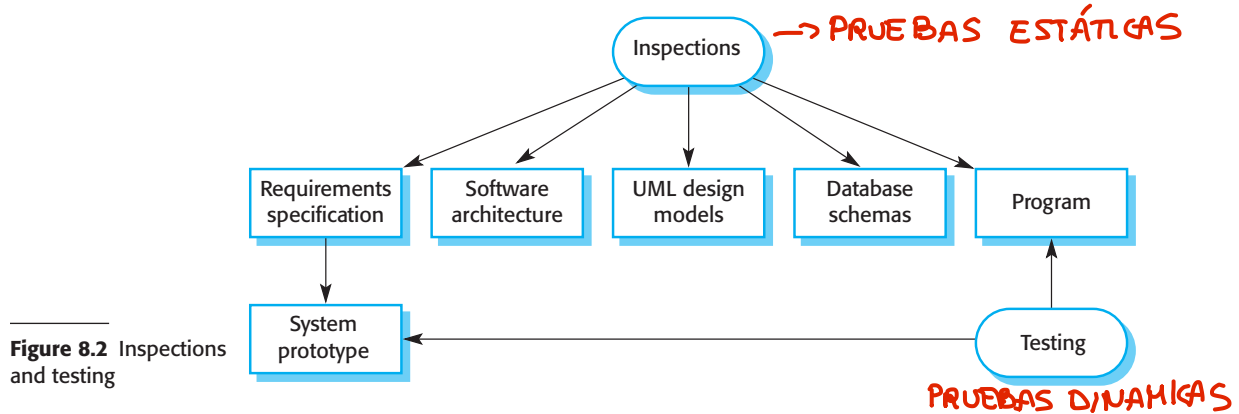 Inspections
→ PRUEBAS ESTÁTICAS
Requirements
specification
Software
architecture
UML design
models
Database
schemas
Program
System
prototype
Testing
PRUEBAS DINAMICAS
Figure 8.2 Inspections
and testing